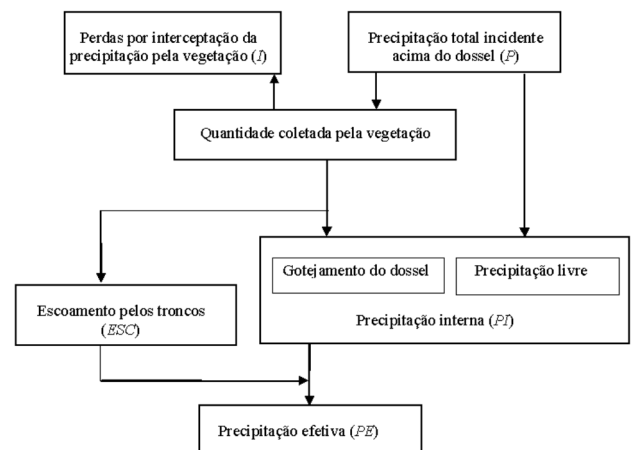 Perdas por interceptação da
precipitação pela vegetação (I)
Precipitação total incidente
acima do dossel (P)
Quantidade coletada pela vegetação
Gotejamento do dossel
Precipitação livre
Precipitação interna (PI)
Escoamento pelos troncos
(ESC)
Precipitação efetiva (PE)